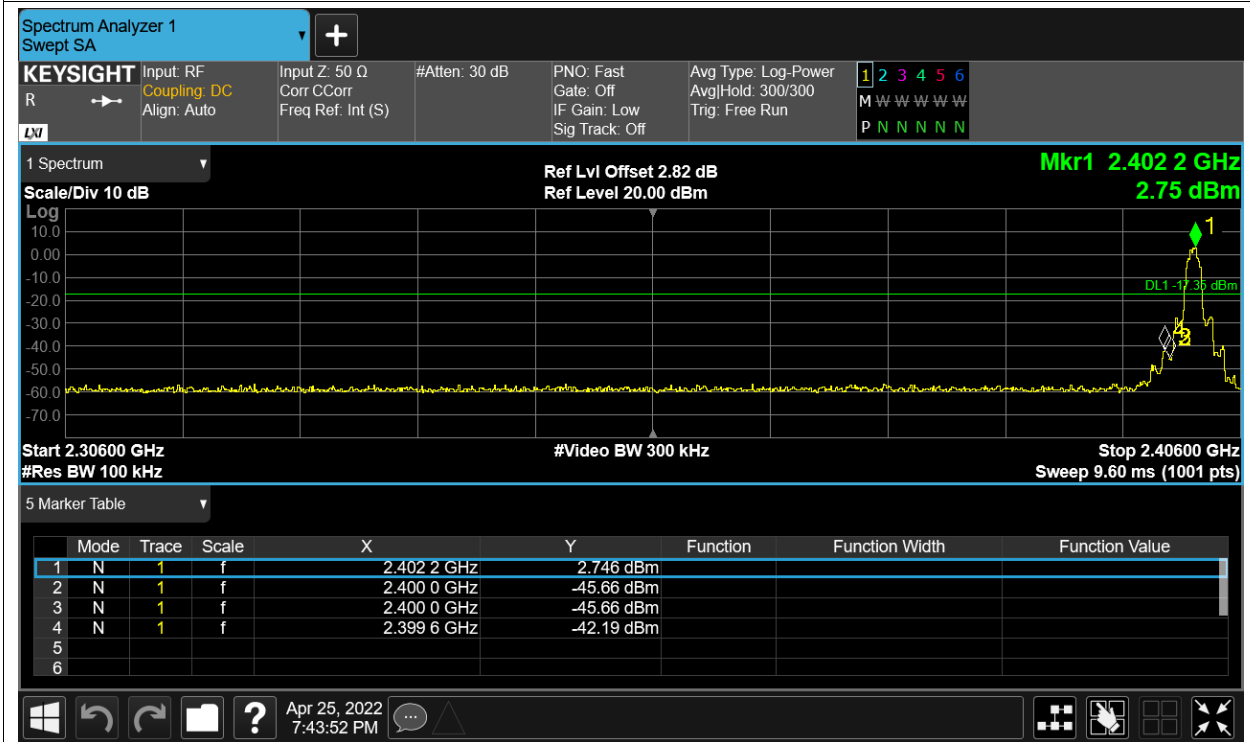 Spectrum Analyzer 1
Swept SA
+
KEYSIGHT
R
LXI
Input: RF
Coupling: DC
Align: Auto
Input Z: 50 Ω
Corr CCorr
Freq Ref: Int (S)
#Atten: 30 dB
PNO: Fast
Gate: Off
IF Gain: Low
Sig Track: Off
Avg Type: Log-Power
Avg|Hold: 300/300
Trig: Free Run
1 2 3 4 5 6
M W W W W W
P N N N N N
1 Spectrum
Scale/Div 10 dB
Ref Lvl Offset 2.82 dB
Ref Level 20.00 dBm
Mkr1 2.402 2 GHz
2.75 dBm
Log
10.0
0.00
-10.0
-20.0
-30.0
-40.0
-50.0
-60.0
-70.0
1
DL1 -17.35 dBm
Start 2.30600 GHz
#Res BW 100 kHz
#Video BW 300 kHz
Stop 2.40600 GHz
Sweep 9.60 ms (1001 pts)
5 Marker Table
Mode Trace Scale X Y Function Function Width Function Value
1 N 1 f 2.402 2 GHz 2.746 dBm
2 N 1 f 2.400 0 GHz -45.66 dBm
3 N 1 f 2.400 0 GHz -45.66 dBm
4 N 1 f 2.399 6 GHz -42.19 dBm
5
6
?
Apr 25, 2022
7:43:52 PM